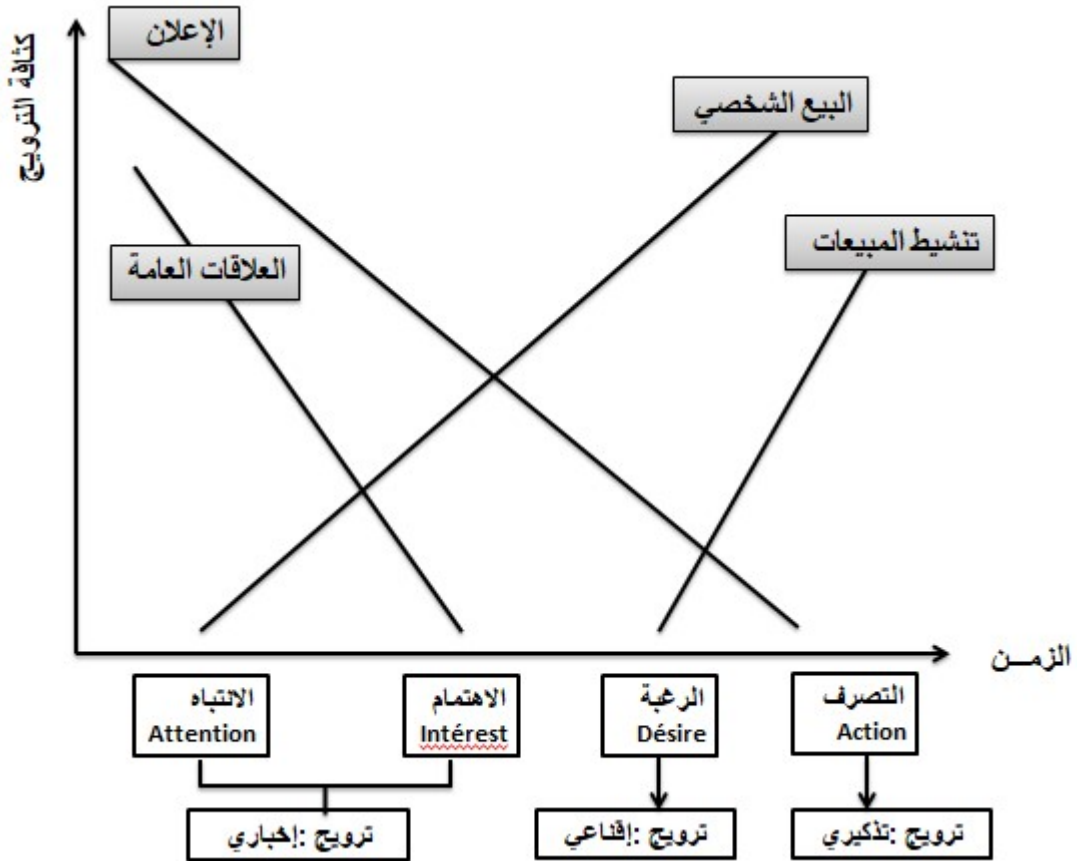 الإعلان
كثافة الترويج
البيع الشخصي
تنشيط المبيعات
العلاقات العامة
الزمــن
الانتباه
Attention
الاهتمام
Intérest
الرغبة
Désire
التصرف
Action
ترويج :إخباري
ترويج :إقناعي
ترويج :تذكيري